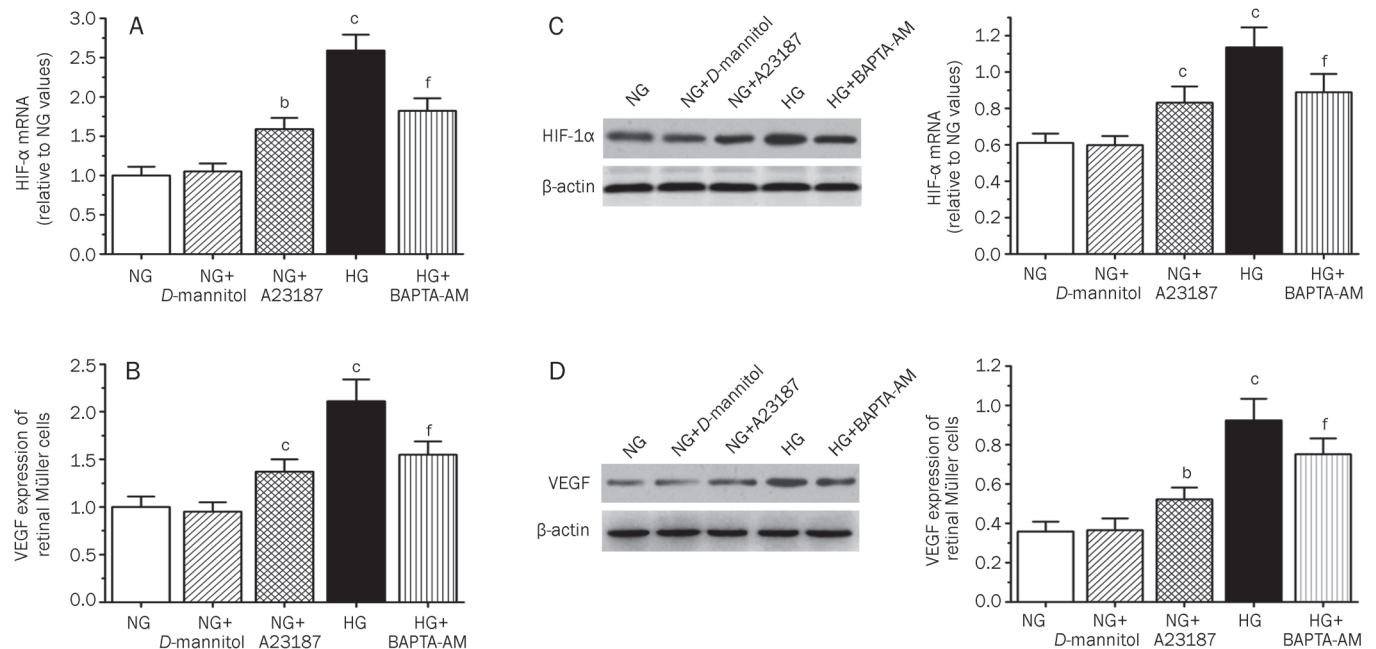 A
HIF-α mRNA
(relative to NG values)
3.0
2.5
2.0
1.5
1.0
0.5
0.0
b
c
f
NG
NG+
D-mannitol
NG+
A23187
HG
HG+
BAPTA-AM
C
NG
NG+D-mannitol
NG+A23187
HG
HG+BAPTA-AM
HIF-1α
β-actin
HIF-α mRNA
(relative to NG values)
1.2
1.0
0.8
0.6
0.4
0.2
0.0
c
c
f
NG
NG+
D-mannitol
NG+
A23187
HG
HG+
BAPTA-AM
B
VEGF expression of
retinal Müller cells
2.5
2.0
1.5
1.0
0.5
0.0
c
c
f
NG
NG+
D-mannitol
NG+
A23187
HG
HG+
BAPTA-AM
D
NG
NG+D-mannitol
NG+A23187
HG
HG+BAPTA-AM
VEGF
β-actin
VEGF expression of
retinal Müller cells
1.2
1.0
0.8
0.6
0.4
0.2
0.0
b
c
f
NG
NG+
D-mannitol
NG+
A23187
HG
HG+
BAPTA-AM